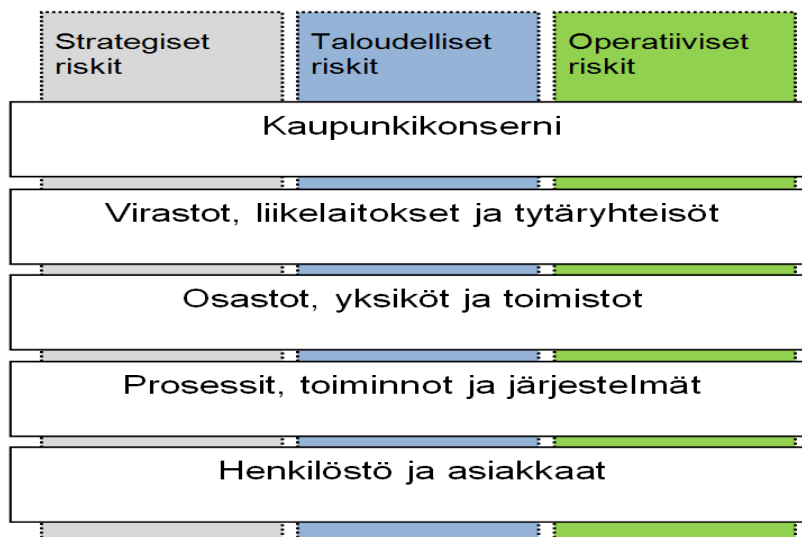 Strategiset
riskit
Taloudelliset
riskit
Operatiiviset
riskit
Kaupunkikonserni
Virastot, liikelaitokset ja tytäryhteisöt
Osastot, yksiköt ja toimistot
Prosessit, toiminnot ja järjestelmät
Henkilöstö ja asiakkaat